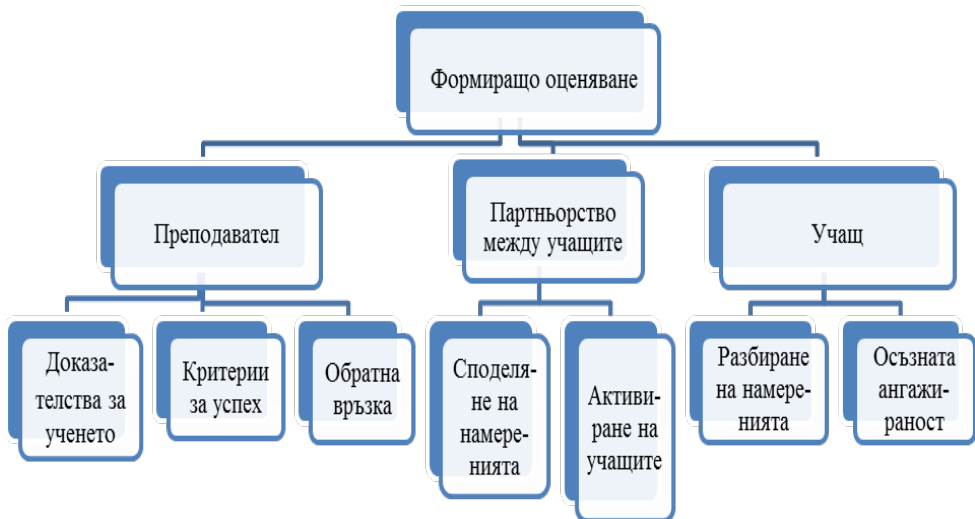 Формиращо оценяване
Преподавател
Партньорство
между учащите
Учащ
Доказа-
телства за
ученето
Критерии
за успех
Обратна
връзка
Споделя-
не на
намере-
нията
Активи-
ране на
учащите
Разбиране
на намере-
нията
Осъзната
ангажи-
раност